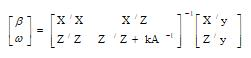 [β ω] = [X ′ X X ′ Z Z ′ Z Z ′ Z + kA ⁻¹]⁻¹ [X ′ y Z ′ y]